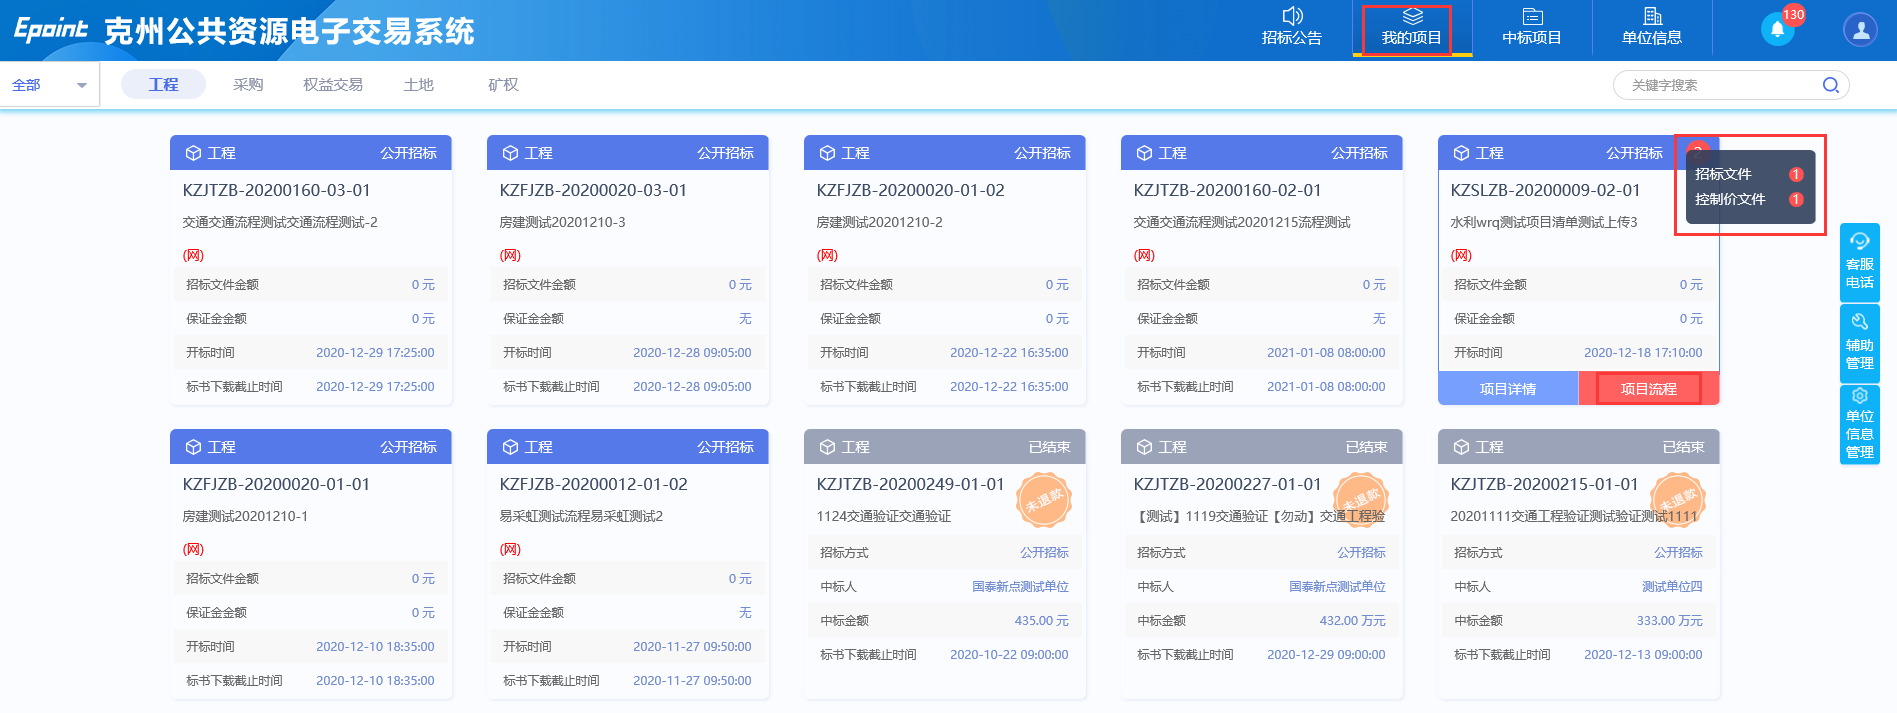 Epoint 克州公共资源电子交易系统
招标公告
我的项目
中标项目
单位信息
130
全部
工程
采购
权益交易
土地
矿权
关键字搜索
工程 公开招标
KZJTZB-20200160-03-01
交通交通流程测试交通流程测试-2
(网)
招标文件金额 0 元
保证金金额 0 元
开标时间 2020-12-29 17:25:00
标书下载截止时间 2020-12-29 17:25:00
工程 公开招标
KZFJZB-20200020-03-01
房建测试20201210-3
(网)
招标文件金额 0 元
保证金金额 无
开标时间 2020-12-28 09:05:00
标书下载截止时间 2020-12-28 09:05:00
工程 公开招标
KZFJZB-20200020-01-02
房建测试20201210-2
(网)
招标文件金额 0 元
保证金金额 0 元
开标时间 2020-12-22 16:35:00
标书下载截止时间 2020-12-22 16:35:00
工程 公开招标
KZJTZB-20200160-02-01
交通交通流程测试20201215流程测试
(网)
招标文件金额 0 元
保证金金额 无
开标时间 2021-01-08 08:00:00
标书下载截止时间 2021-01-08 08:00:00
工程 公开招标 2
KZSLZB-20200009-02-01
水利wrq测试项目清单测试上传3
(网)
招标文件金额 0 元
保证金金额 0 元
开标时间 2020-12-18 17:10:00
项目详情 项目流程
招标文件 1
控制价文件 1
客服
电话
辅助
管理
单位
信息
管理
工程 公开招标
KZFJZB-20200020-01-01
房建测试20201210-1
(网)
招标文件金额 0 元
保证金金额 0 元
开标时间 2020-12-10 18:35:00
标书下载截止时间 2020-12-10 18:35:00
工程 公开招标
KZFJZB-20200012-01-02
易采虹测试流程易采虹测试2
(网)
招标文件金额 0 元
保证金金额 无
开标时间 2020-11-27 09:50:00
标书下载截止时间 2020-11-27 09:50:00
工程 已结束
KZJTZB-20200249-01-01
未退款
1124交通验证交通验证
招标方式 公开招标
中标人 国泰新点测试单位
中标金额 435.00 元
标书下载截止时间 2020-10-22 09:00:00
工程 已结束
KZJTZB-20200227-01-01
未退款
【测试】1119交通验证【勿动】交通工程验
招标方式 公开招标
中标人 国泰新点测试单位
中标金额 432.00 万元
标书下载截止时间 2020-12-29 09:00:00
工程 已结束
KZJTZB-20200215-01-01
未退款
20201111交通工程验证测试验证测试1111
招标方式 公开招标
中标人 测试单位四
中标金额 333.00 万元
标书下载截止时间 2020-12-13 09:00:00